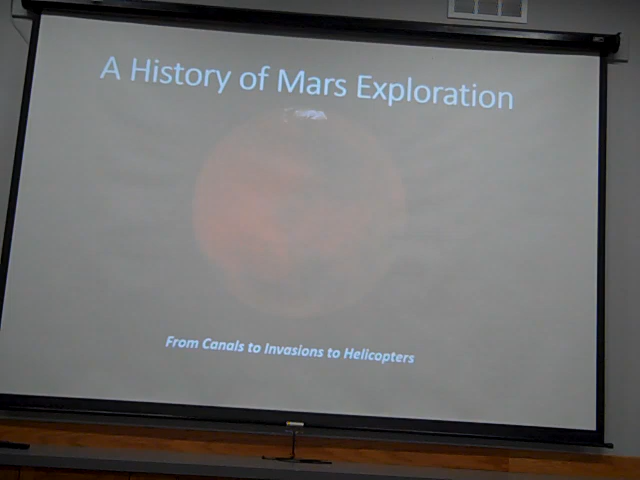 A History of Mars Exploration
From Canals to Invasions to Helicopters